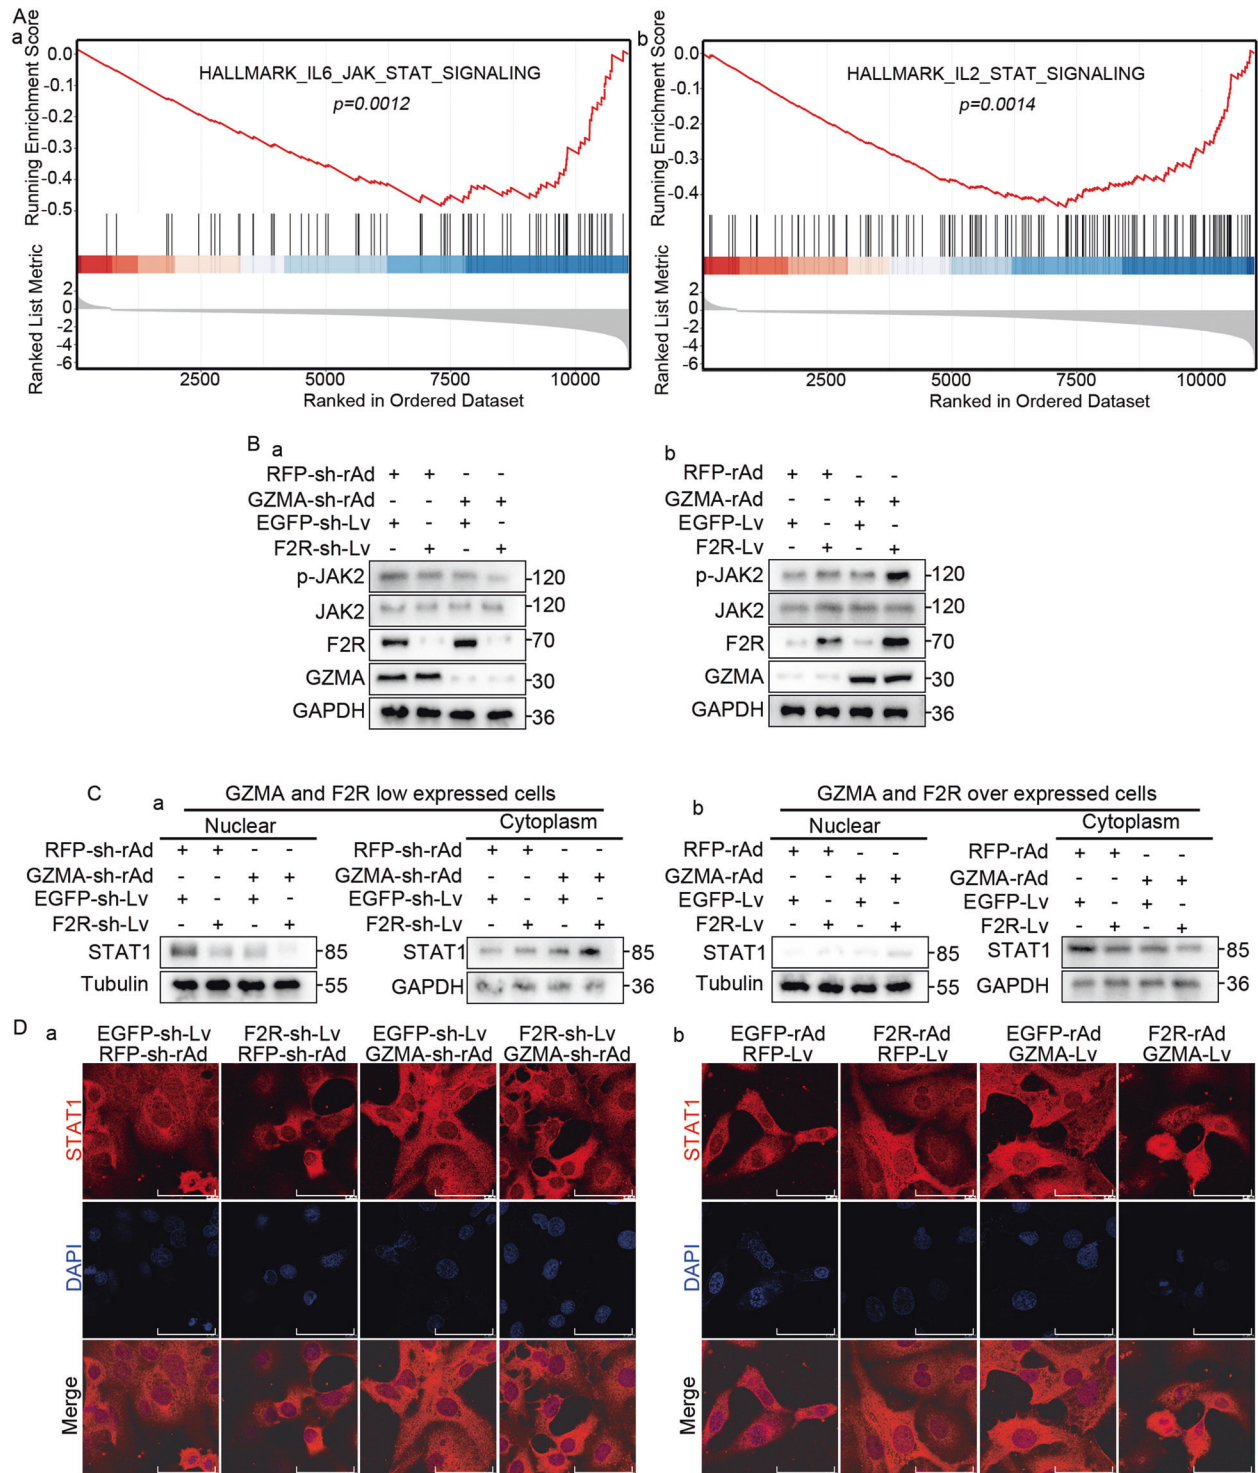 A
a
Running Enrichment Score
0.0
-0.1
-0.2
-0.3
-0.4
-0.5
HALLMARK_IL6_JAK_STAT_SIGNALING
p=0.0012
Ranked List Metric
2
0
-2
-4
-6
2500 5000 7500 10000
Ranked in Ordered Dataset
b
Running Enrichment Score
0.0
-0.1
-0.2
-0.3
-0.4
HALLMARK_IL2_STAT_SIGNALING
p=0.0014
Ranked List Metric
2
0
-2
-4
-6
2500 5000 7500 10000
Ranked in Ordered Dataset
B
a
RFP-sh-rAd + + - -
GZMA-sh-rAd - - + +
EGFP-sh-Lv + - + -
F2R-sh-Lv - + - +
p-JAK2 -120
JAK2 -120
F2R -70
GZMA -30
GAPDH -36
b
RFP-rAd + + - -
GZMA-rAd - - + +
EGFP-Lv + - + -
F2R-Lv - + - +
p-JAK2 -120
JAK2 -120
F2R -70
GZMA -30
GAPDH -36
C
a
GZMA and F2R low expressed cells
Nuclear
RFP-sh-rAd + + - -
GZMA-sh-rAd - - + +
EGFP-sh-Lv + - + -
F2R-sh-Lv - + - +
STAT1 -85
Tubulin -55
Cytoplasm
RFP-sh-rAd + + - -
GZMA-sh-rAd - - + +
EGFP-sh-Lv + - + -
F2R-sh-Lv - + - +
STAT1 -85
GAPDH -36
b
GZMA and F2R over expressed cells
Nuclear
RFP-rAd + + - -
GZMA-rAd - - + +
EGFP-Lv + - + -
F2R-Lv - + - +
STAT1 -85
Tubulin -55
Cytoplasm
RFP-rAd + + - -
GZMA-rAd - - + +
EGFP-Lv + - + -
F2R-Lv - + - +
STAT1 -85
GAPDH -36
D
a
EGFP-sh-Lv F2R-sh-Lv EGFP-sh-Lv F2R-sh-Lv
RFP-sh-rAd RFP-sh-rAd GZMA-sh-rAd GZMA-sh-rAd
STAT1
DAPI
Merge
b
EGFP-rAd F2R-rAd EGFP-rAd F2R-rAd
RFP-Lv RFP-Lv GZMA-Lv GZMA-Lv
STAT1
DAPI
Merge